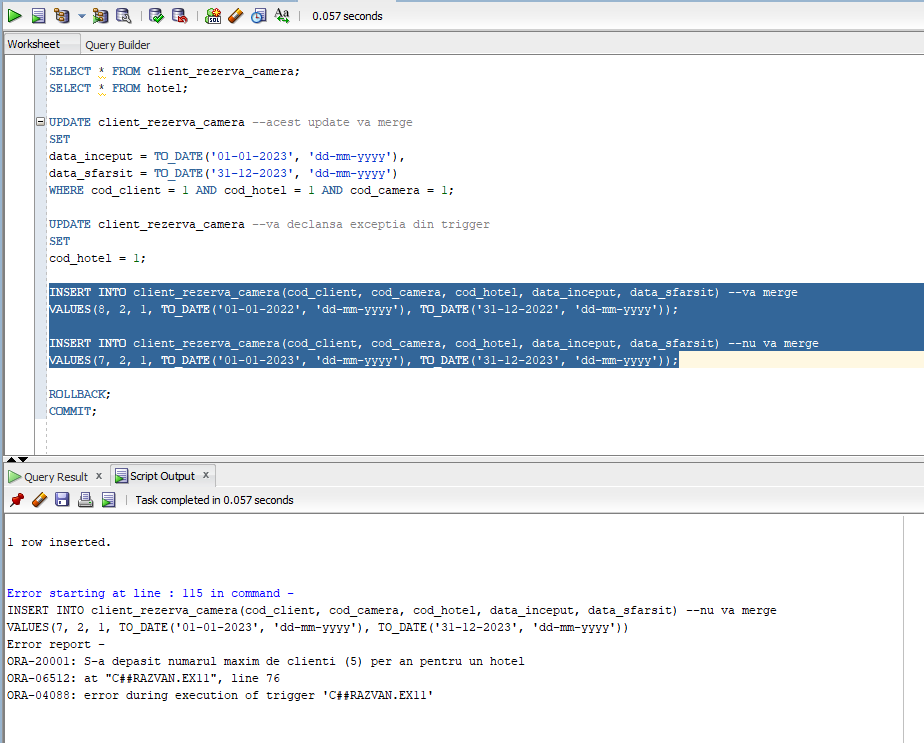 0.057 seconds
Worksheet Query Builder
SELECT * FROM client_rezerva_camera;
SELECT * FROM hotel;
UPDATE client_rezerva_camera --acest update va merge
SET
data_inceput = TO_DATE('01-01-2023', 'dd-mm-yyyy'),
data_sfarsit = TO_DATE('31-12-2023', 'dd-mm-yyyy')
WHERE cod_client = 1 AND cod_hotel = 1 AND cod_camera = 1;
UPDATE client_rezerva_camera --va declansa exceptia din trigger
SET
cod_hotel = 1;
INSERT INTO client_rezerva_camera(cod_client, cod_camera, cod_hotel, data_inceput, data_sfarsit) --va merge
VALUES(8, 2, 1, TO_DATE('01-01-2022', 'dd-mm-yyyy'), TO_DATE('31-12-2022', 'dd-mm-yyyy'));
INSERT INTO client_rezerva_camera(cod_client, cod_camera, cod_hotel, data_inceput, data_sfarsit) --nu va merge
VALUES(7, 2, 1, TO_DATE('01-01-2023', 'dd-mm-yyyy'), TO_DATE('31-12-2023', 'dd-mm-yyyy'));
ROLLBACK;
COMMIT;
Query Result x Script Output x
Task completed in 0.057 seconds
1 row inserted.
Error starting at line : 115 in command -
INSERT INTO client_rezerva_camera(cod_client, cod_camera, cod_hotel, data_inceput, data_sfarsit) --nu va merge
VALUES(7, 2, 1, TO_DATE('01-01-2023', 'dd-mm-yyyy'), TO_DATE('31-12-2023', 'dd-mm-yyyy'))
Error report -
ORA-20001: S-a depasit numarul maxim de clienti (5) per an pentru un hotel
ORA-06512: at "C##RAZVAN.EX11", line 76
ORA-04088: error during execution of trigger 'C##RAZVAN.EX11'